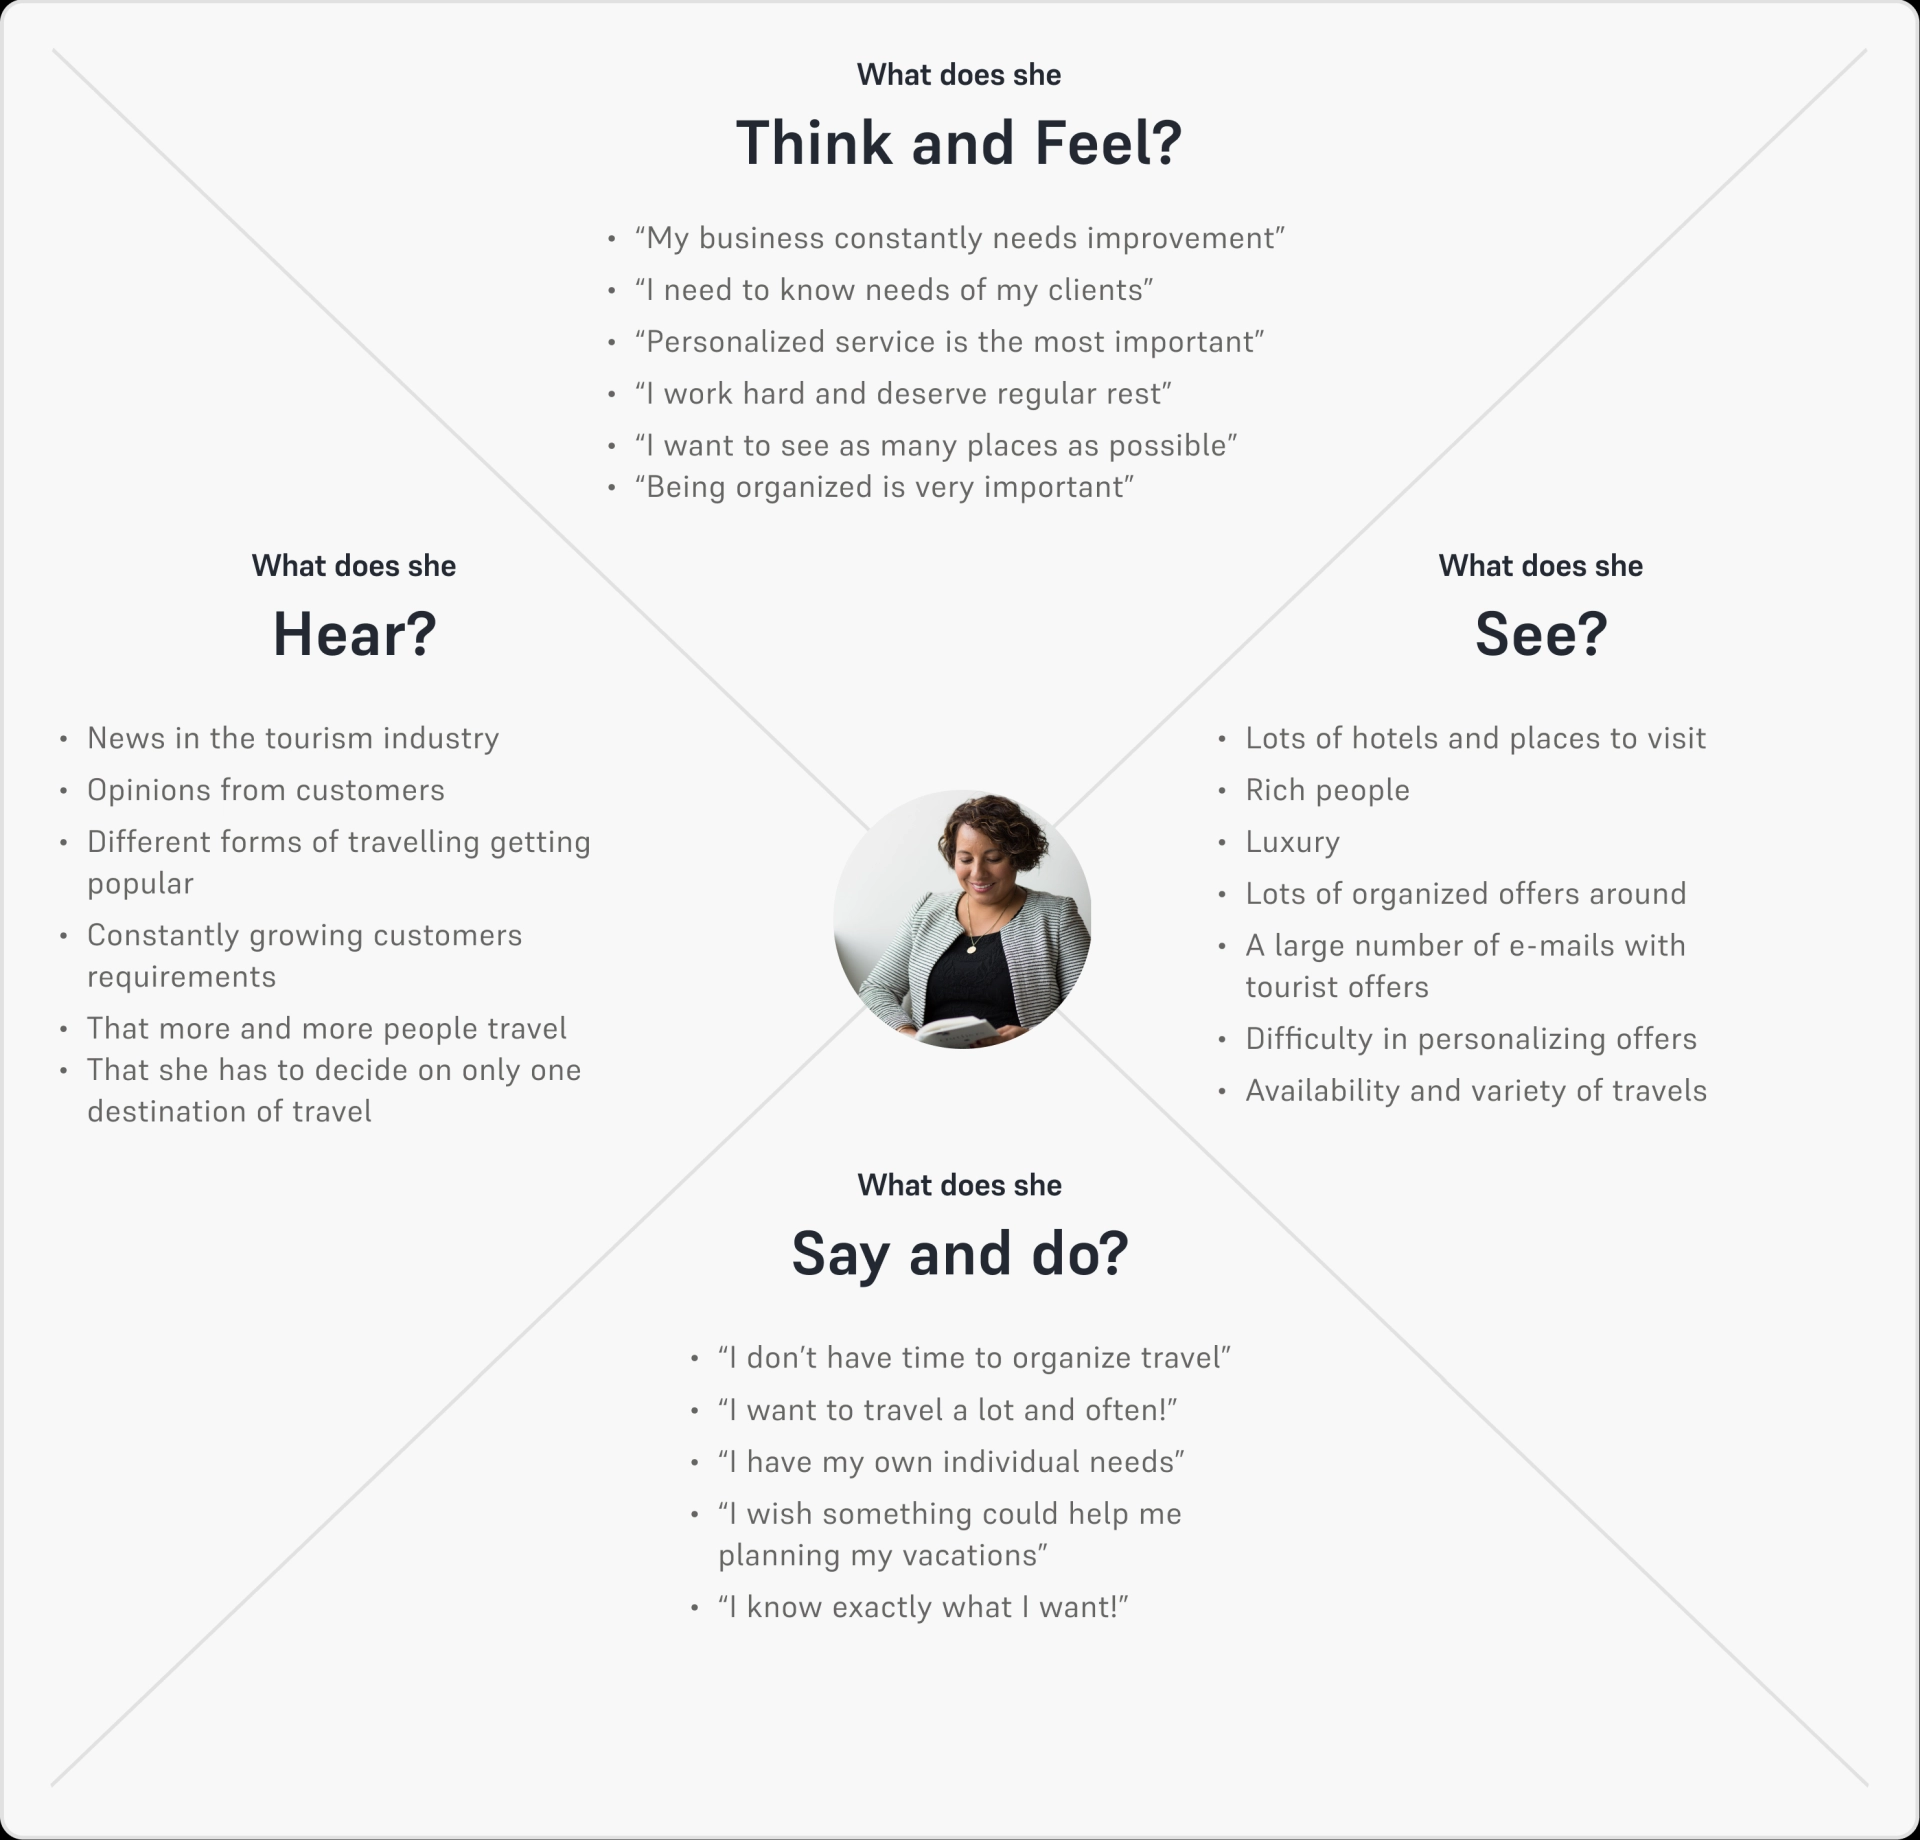 What does she
Think and Feel?
• “My business constantly needs improvement”
• “I need to know needs of my clients”
• “Personalized service is the most important”
• “I work hard and deserve regular rest”
• “I want to see as many places as possible”
• “Being organized is very important”
What does she
Hear?
• News in the tourism industry
• Opinions from customers
• Different forms of travelling getting
popular
• Constantly growing customers
requirements
• That more and more people travel
• That she has to decide on only one
destination of travel
What does she
See?
• Lots of hotels and places to visit
• Rich people
• Luxury
• Lots of organized offers around
• A large number of e-mails with
tourist offers
• Difficulty in personalizing offers
• Availability and variety of travels
What does she
Say and do?
• “I don’t have time to organize travel”
• “I want to travel a lot and often!”
• “I have my own individual needs”
• “I wish something could help me
planning my vacations”
• “I know exactly what I want!”